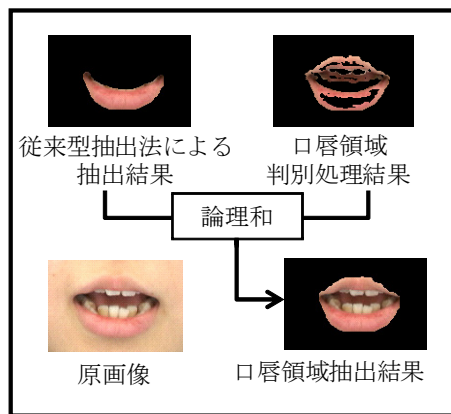 従来型抽出法による
抽出結果
口唇領域
判別処理結果
論理和
原画像
口唇領域抽出結果